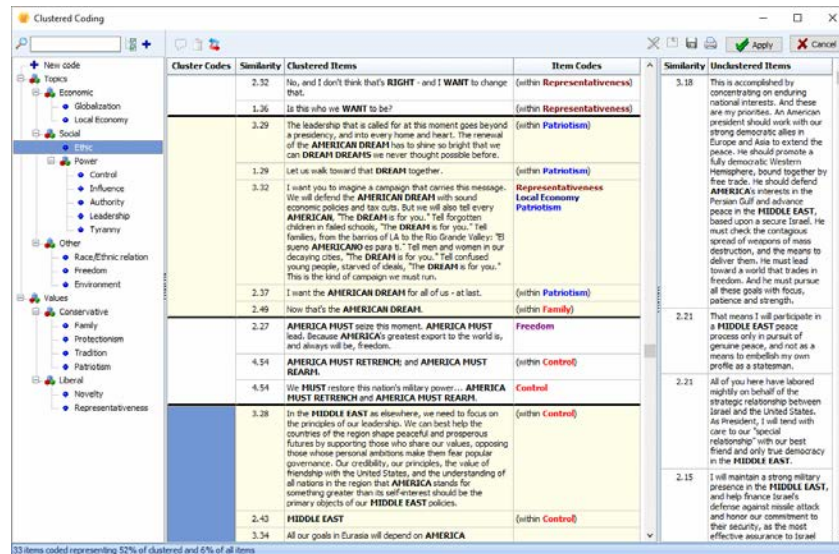 Clustered Coding
Apply
Cancel
New code
Topics
Economic
Globalization
Local Economy
Social
Ethic
Power
Control
Influence
Authority
Leadership
Tyranny
Other
Race/Ethnic relation
Freedom
Environment
Values
Conservative
Family
Protectionism
Tradition
Patriotism
Liberal
Novelty
Representativeness
Cluster Codes Similarity Clustered Items Item Codes
2.32 No, and I don't think that's RIGHT - and I WANT to change (within Representativeness)
that.
1.36 Is this who we WANT to be? (within Representativeness)
3.29 The leadership that is called for at this moment goes beyond (within Patriotism)
a presidency, and into every home and heart. The renewal
of the AMERICAN DREAM has to shine so bright that we
can DREAM DREAMS we never thought possible before.
1.29 Let us walk toward that DREAM together. (within Patriotism)
3.32 I want you to imagine a campaign that carries this message. Representativeness
We will defend the AMERICAN DREAM with sound Local Economy
economic policies and tax cuts. But we will also tell every Patriotism
AMERICAN, "The DREAM is for you." Tell forgotten
children in failed schools, "The DREAM is for you." Tell
families, from the barrios of LA to the Rio Grande Valley: "El
sueno AMERICANO es para ti." Tell men and women in our
decaying cities, "The DREAM is for you." Tell confused
young people, starved of ideals, "The DREAM is for you."
This is the kind of campaign we must run.
2.37 I want the AMERICAN DREAM for all of us - at last. (within Patriotism)
2.49 Now that's the AMERICAN DREAM. (within Family)
2.27 AMERICA MUST seize this moment. AMERICA MUST Freedom
lead. Because AMERICA's greatest export to the world is,
and always will be, freedom.
4.54 AMERICA MUST RETRENCH; and AMERICA MUST (within Control)
REARM.
4.54 We MUST restore this nation's military power... AMERICA Control
MUST RETRENCH and AMERICA MUST REARM.
3.28 In the MIDDLE EAST as elsewhere, we need to focus on (within Control)
the principles of our leadership. We can best help the
countries of the region shape peaceful and prosperous
futures by supporting those who share our values, opposing
those whose personal ambitions make them fear popular
governance. Our credibility, our principles, the value of
friendship with the United States, and the understanding of
all nations in the region that AMERICA stands for
something greater than its self-interest should be the
primary objects of our MIDDLE EAST policies.
2.43 MIDDLE EAST (within Control)
3.34 All our goals in Eurasia will depend on AMERICA
Similarity Unclustered Items
3.18 This is accomplished by
concentrating on enduring
national interests. And these
are my priorities. An American
president should work with our
strong democratic allies in
Europe and Asia to extend the
peace. He should promote a
fully democratic Western
Hemisphere, bound together by
free trade. He should defend
AMERICA's interests in the
Persian Gulf and advance
peace in the MIDDLE EAST,
based upon a secure Israel. He
must check the contagious
spread of weapons of mass
destruction, and the means to
deliver them. He must lead
toward a world that trades in
freedom. And he must pursue
all these goals with focus,
patience and strength.
2.21 That means I will participate in
a MIDDLE EAST peace
process only in pursuit of
genuine peace, and not as a
means to embellish my own
profile as a statesman.
2.21 All of you here have labored
mightily on behalf of the
strategic relationship between
Israel and the United States.
As President, I will tend with
care to our "special
relationship" with our best
friend and only true democracy
in the MIDDLE EAST.
2.15 I will maintain a strong military
presence in the MIDDLE EAST,
and help finance Israel's
defense against missile attack
and honor our commitment to
their security, as the most
effective assurance to Israel
33 items coded representing 52% of clustered and 6% of all items